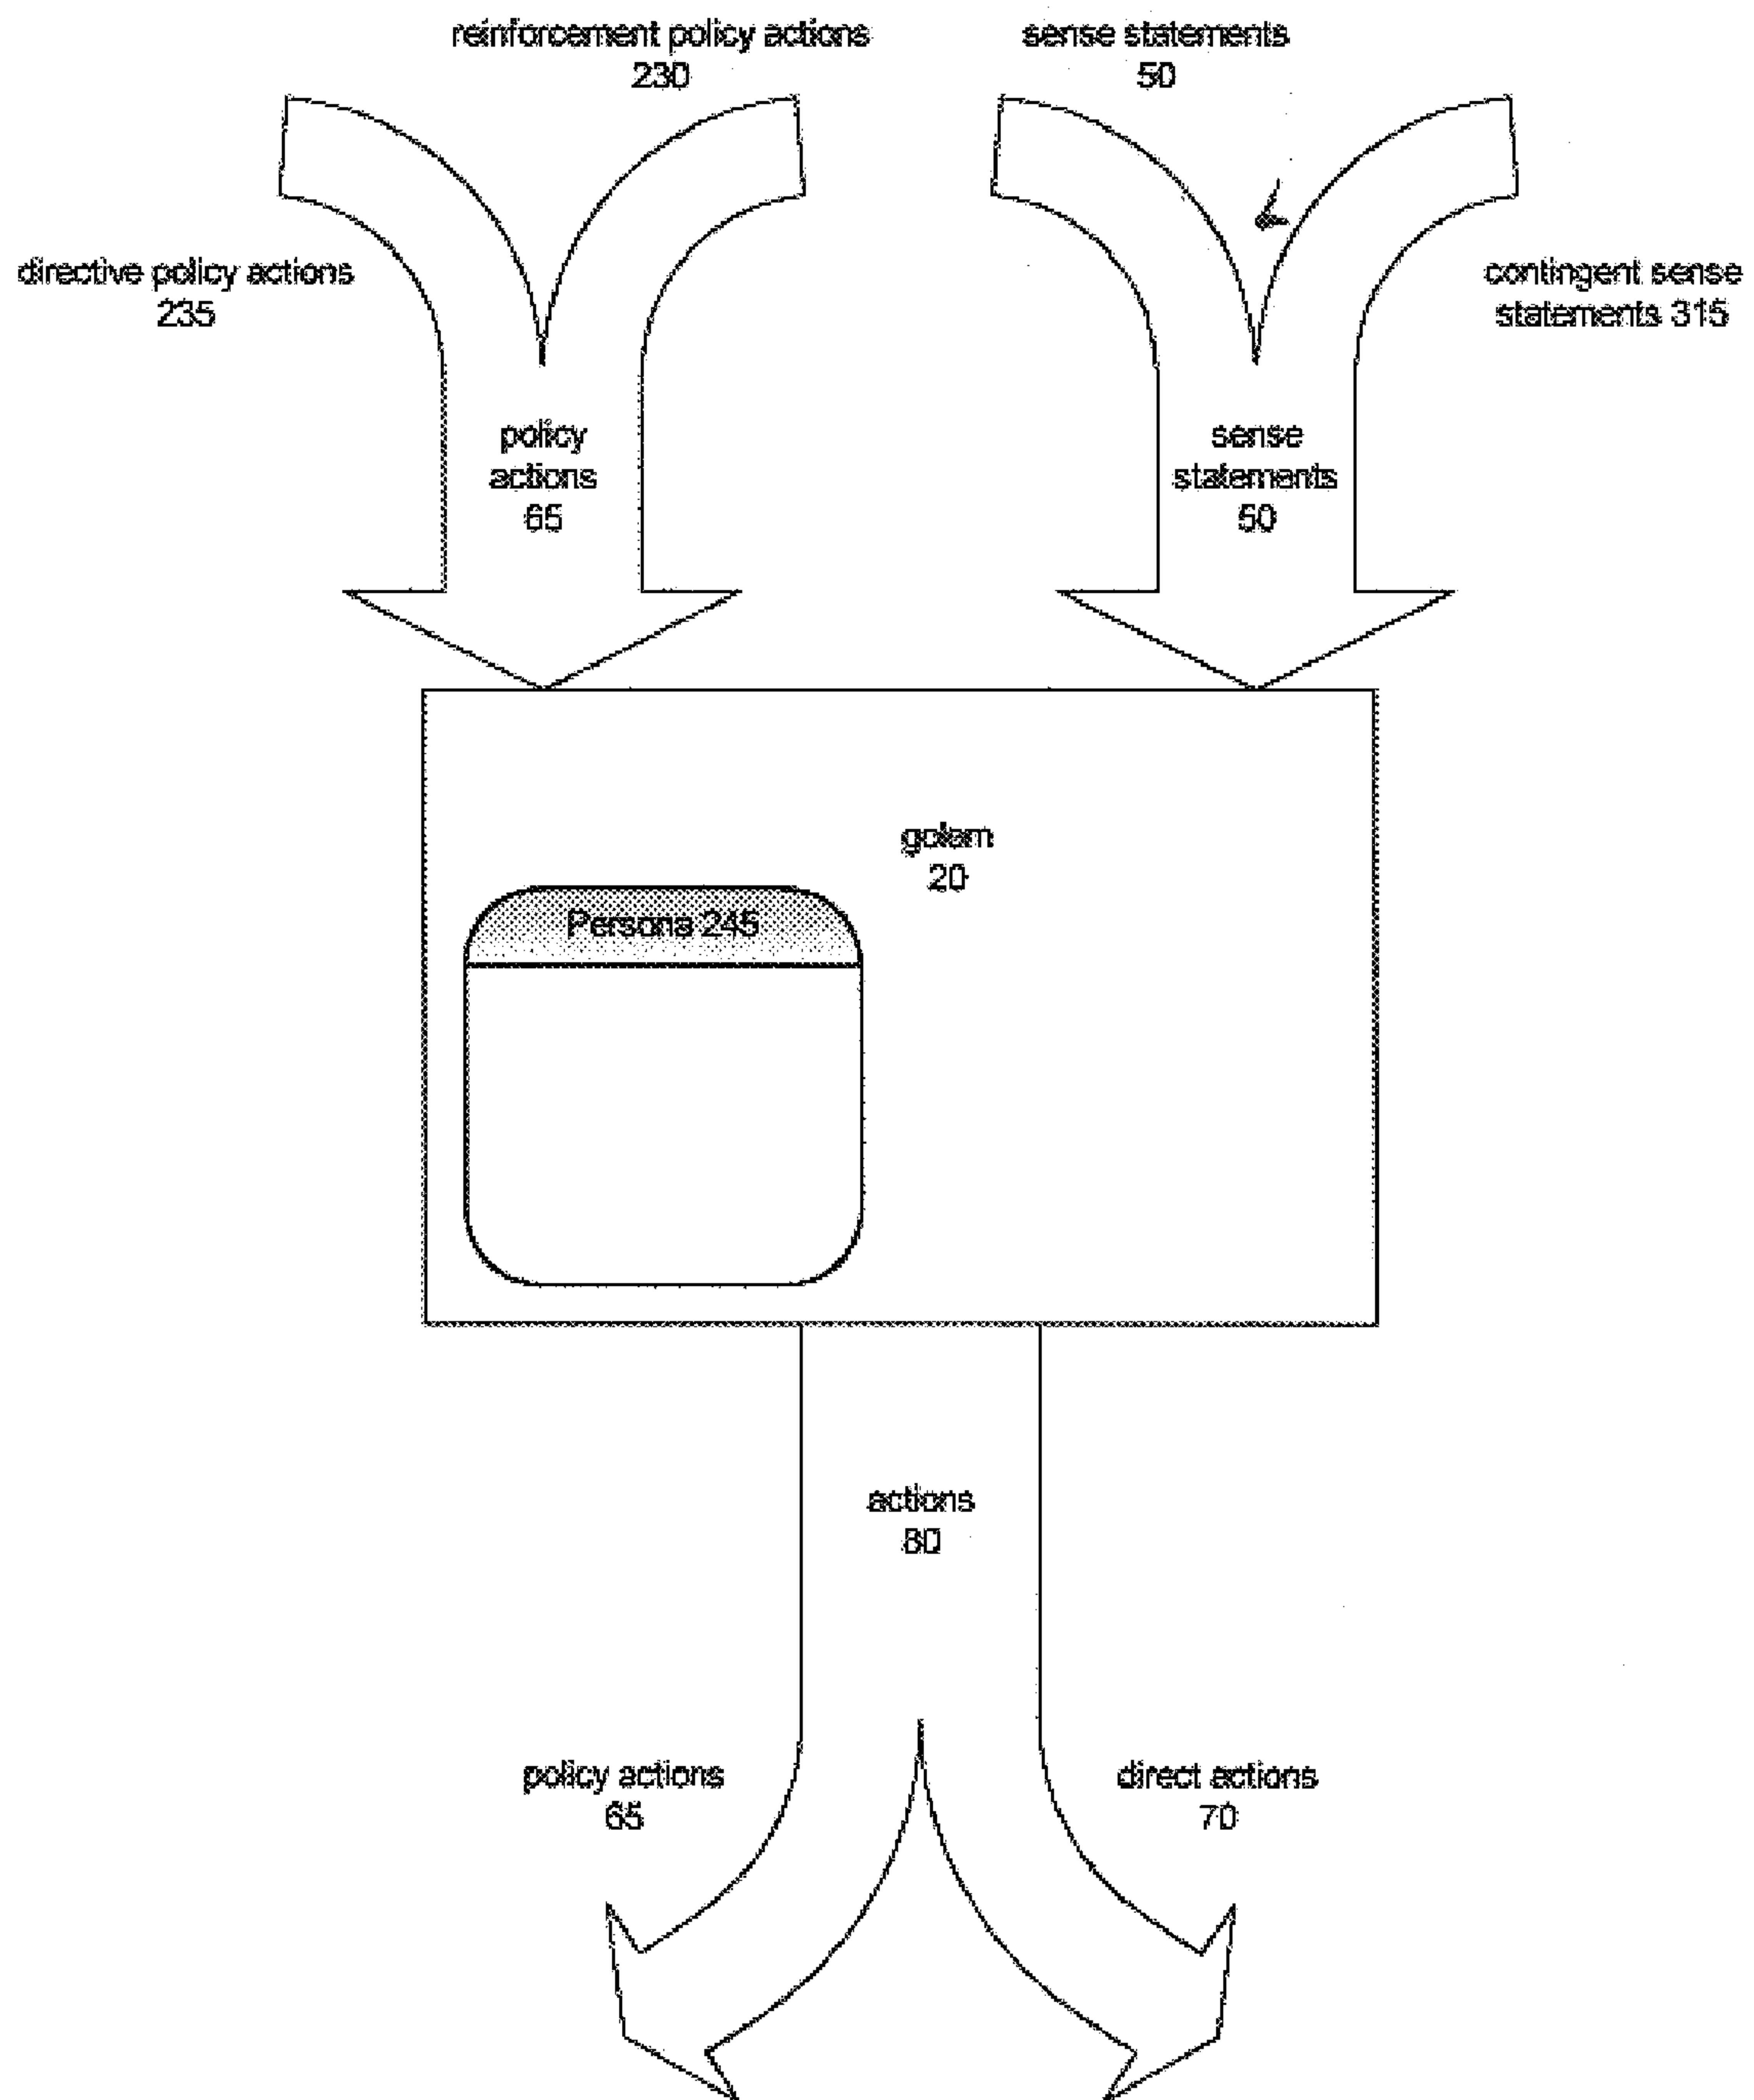 reinforcement policy actions
230
sense statements
50
directive policy actions
235
contingent sense
statements 315
policy
actions
65
sense
statements
50
golem
20
Persona 245
actions
80
policy actions
65
direct actions
70